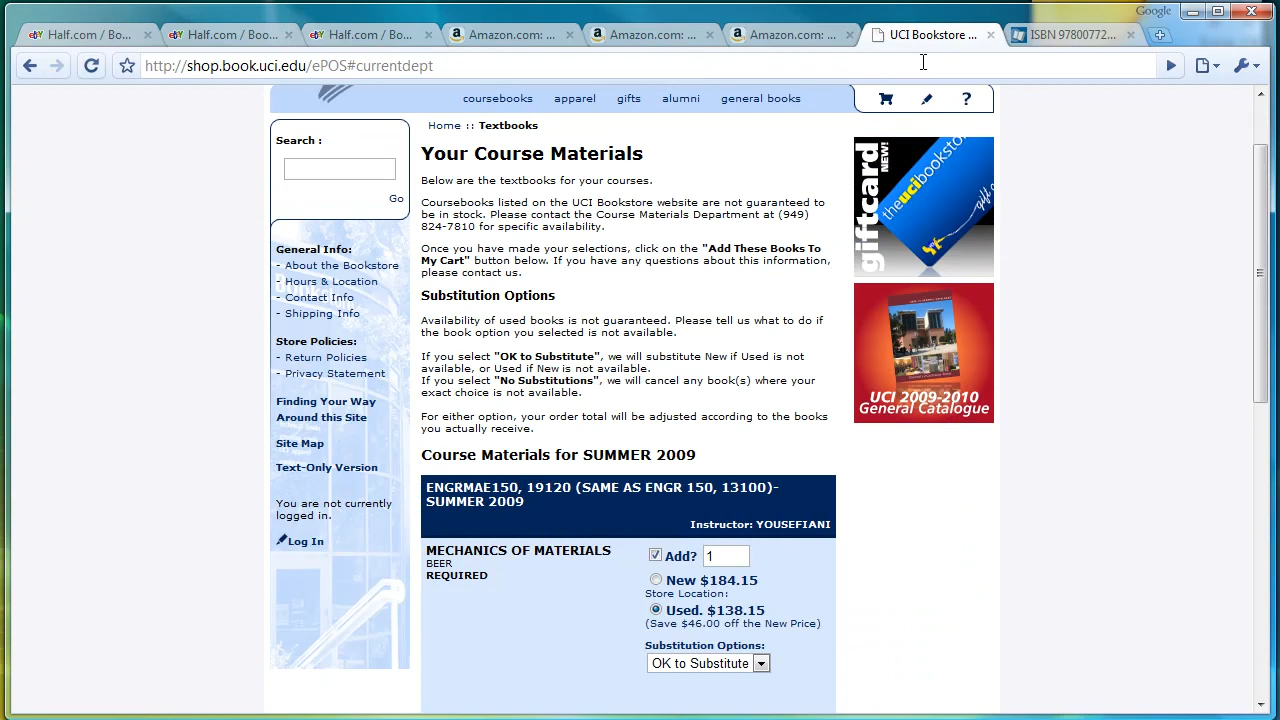 Google
Half.com / Bo...
Half.com / Boo...
Half.com / Bo...
Amazon.com: ...
Amazon.com: ...
Amazon.com: ...
UCI Bookstore ...
ISBN 97800772...
http://shop.book.uci.edu/ePOS#currentdept
coursebooks apparel gifts alumni general books ?
Search :
Go
General Info:
- About the Bookstore
- Hours & Location
- Contact Info
- Shipping Info
Store Policies:
- Return Policies
- Privacy Statement
Finding Your Way
Around this Site
Site Map
Text-Only Version
You are not currently
logged in.
Log In
Home :: Textbooks
Your Course Materials
Below are the textbooks for your courses.
Coursebooks listed on the UCI Bookstore website are not guaranteed to
be in stock. Please contact the Course Materials Department at (949)
824-7810 for specific availability.
Once you have made your selections, click on the "Add These Books To
My Cart" button below. If you have any questions about this information,
please contact us.
Substitution Options
Availability of used books is not guaranteed. Please tell us what to do if
the book option you selected is not available.
If you select "OK to Substitute", we will substitute New if Used is not
available, or Used if New is not available.
If you select "No Substitutions", we will cancel any book(s) where your
exact choice is not available.
For either option, your order total will be adjusted according to the books
you actually receive.
Course Materials for SUMMER 2009
ENGRMAE150, 19120 (SAME AS ENGR 150, 13100)-
SUMMER 2009
Instructor: YOUSEFIANI
MECHANICS OF MATERIALS
BEER
REQUIRED
Add? 1
New $184.15
Store Location:
Used. $138.15
(Save $46.00 off the New Price)
Substitution Options:
OK to Substitute
giftcard NEW!
theucibookstore
UCI 2009-2010
General Catalogue